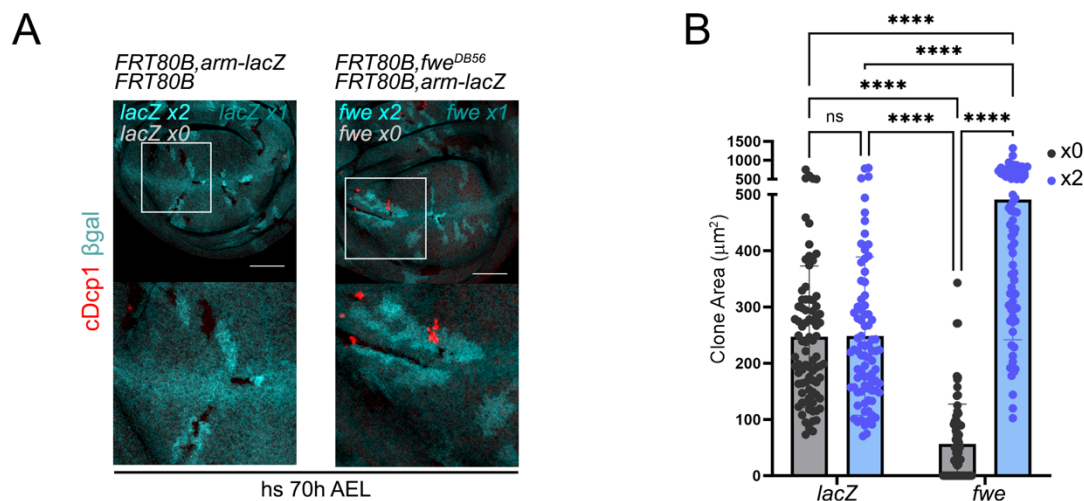 A
FRT80B,arm-lacZ
FRT80B
FRT80B,fweDB56
FRT80B,arm-lacZ
lacZ x2 lacZ x1
lacZ x0
fwe x2 fwe x1
fwe x0
cDcp1 βgal
hs 70h AEL
B
****
****
****
ns
****
****
x0
x2
1500
1000
500
500
400
300
200
100
0
Clone Area (μm²)
lacZ
fwe